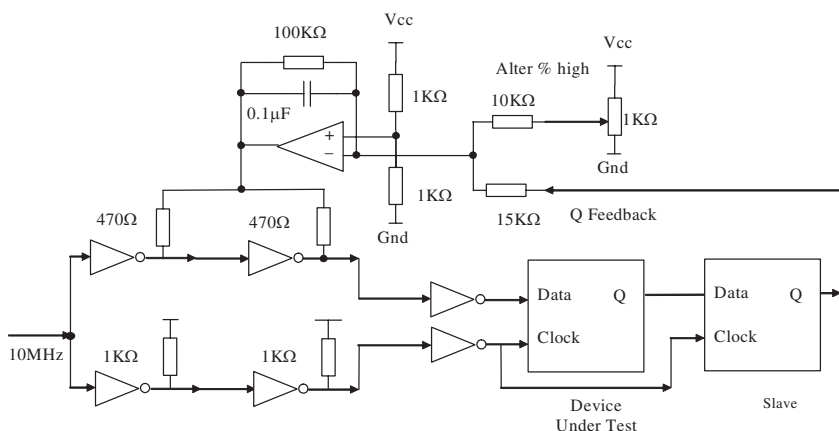 Vcc
100KΩ
Vcc
Alter % high
1KΩ
10KΩ
0.1µF
1KΩ
+
−
Gnd
1KΩ
15KΩ
Q Feedback
470Ω
470Ω
Gnd
Data
Q
Data
Q
Clock
Clock
10MHz
1KΩ
1KΩ
Device
Under Test
Slave